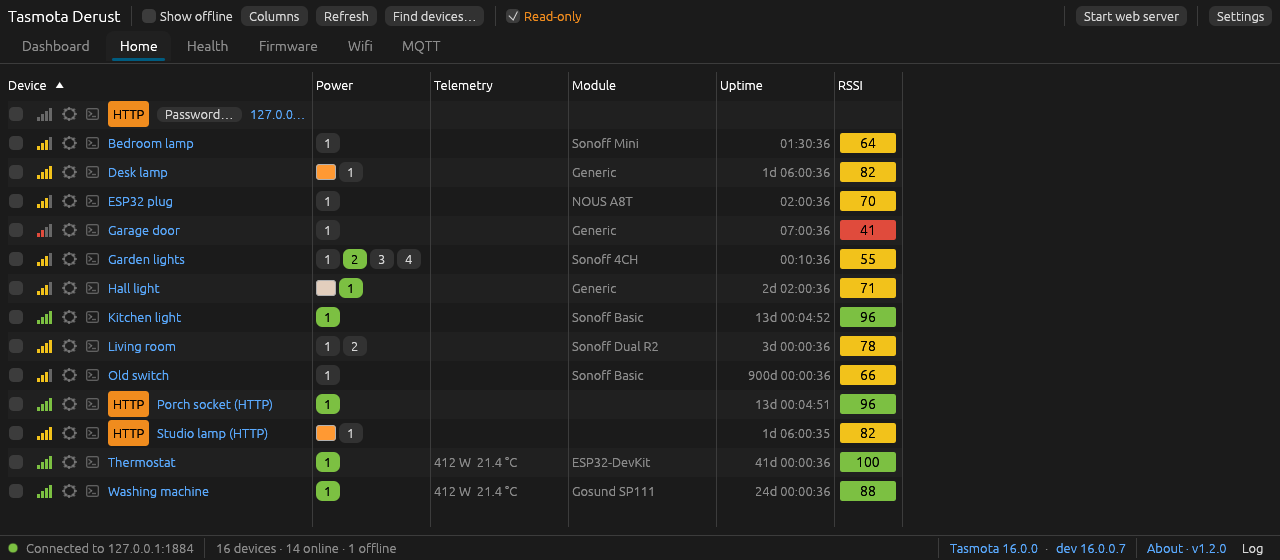 Tasmota Derust Show offline Columns Refresh Find devices... Read-only Start web server Settings
Dashboard Home Health Firmware Wifi MQTT
Device ▲ Power Telemetry Module Uptime RSSI
HTTP Password... 127.0.0...
Bedroom lamp 1 Sonoff Mini 01:30:36 64
Desk lamp 1 Generic 1d 06:00:36 82
ESP32 plug 1 NOUS A8T 02:00:36 70
Garage door 1 Generic 07:00:36 41
Garden lights 1 2 3 4 Sonoff 4CH 00:10:36 55
Hall light 1 Generic 2d 02:00:36 71
Kitchen light 1 Sonoff Basic 13d 00:04:52 96
Living room 1 2 Sonoff Dual R2 3d 00:00:36 78
Old switch 1 Sonoff Basic 900d 00:00:36 66
HTTP Porch socket (HTTP) 1 13d 00:04:51 96
HTTP Studio lamp (HTTP) 1 1d 06:00:35 82
Thermostat 1 412 W 21.4 °C ESP32-DevKit 41d 00:00:36 100
Washing machine 1 412 W 21.4 °C Gosund SP111 24d 00:00:36 88
Connected to 127.0.0.1:1884 16 devices · 14 online · 1 offline Tasmota 16.0.0 · dev 16.0.0.7 About · v1.2.0 Log